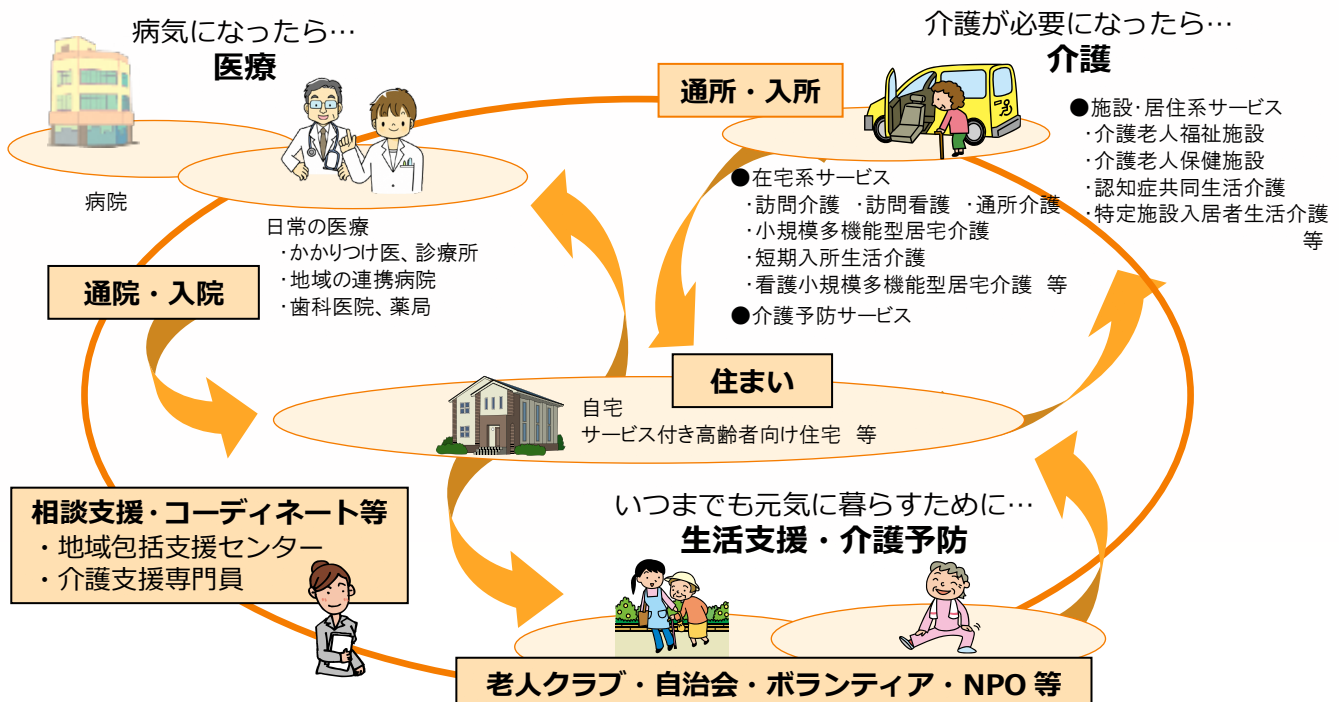 病気になったら…
医療
病院
日常の医療
・かかりつけ医、診療所
・地域の連携病院
・歯科医院、薬局
通院・入院
通所・入所
介護が必要になったら…
介護
●施設・居住系サービス
・介護老人福祉施設
・介護老人保健施設
・認知症共同生活介護
・特定施設入居者生活介護
等
●在宅系サービス
・訪問介護 ・訪問看護 ・通所介護
・小規模多機能型居宅介護
・短期入所生活介護
・看護小規模多機能型居宅介護 等
●介護予防サービス
住まい
自宅
サービス付き高齢者向け住宅 等
相談支援・コーディネート等
・地域包括支援センター
・介護支援専門員
いつまでも元気に暮らすために…
生活支援・介護予防
老人クラブ・自治会・ボランティア・NPO 等